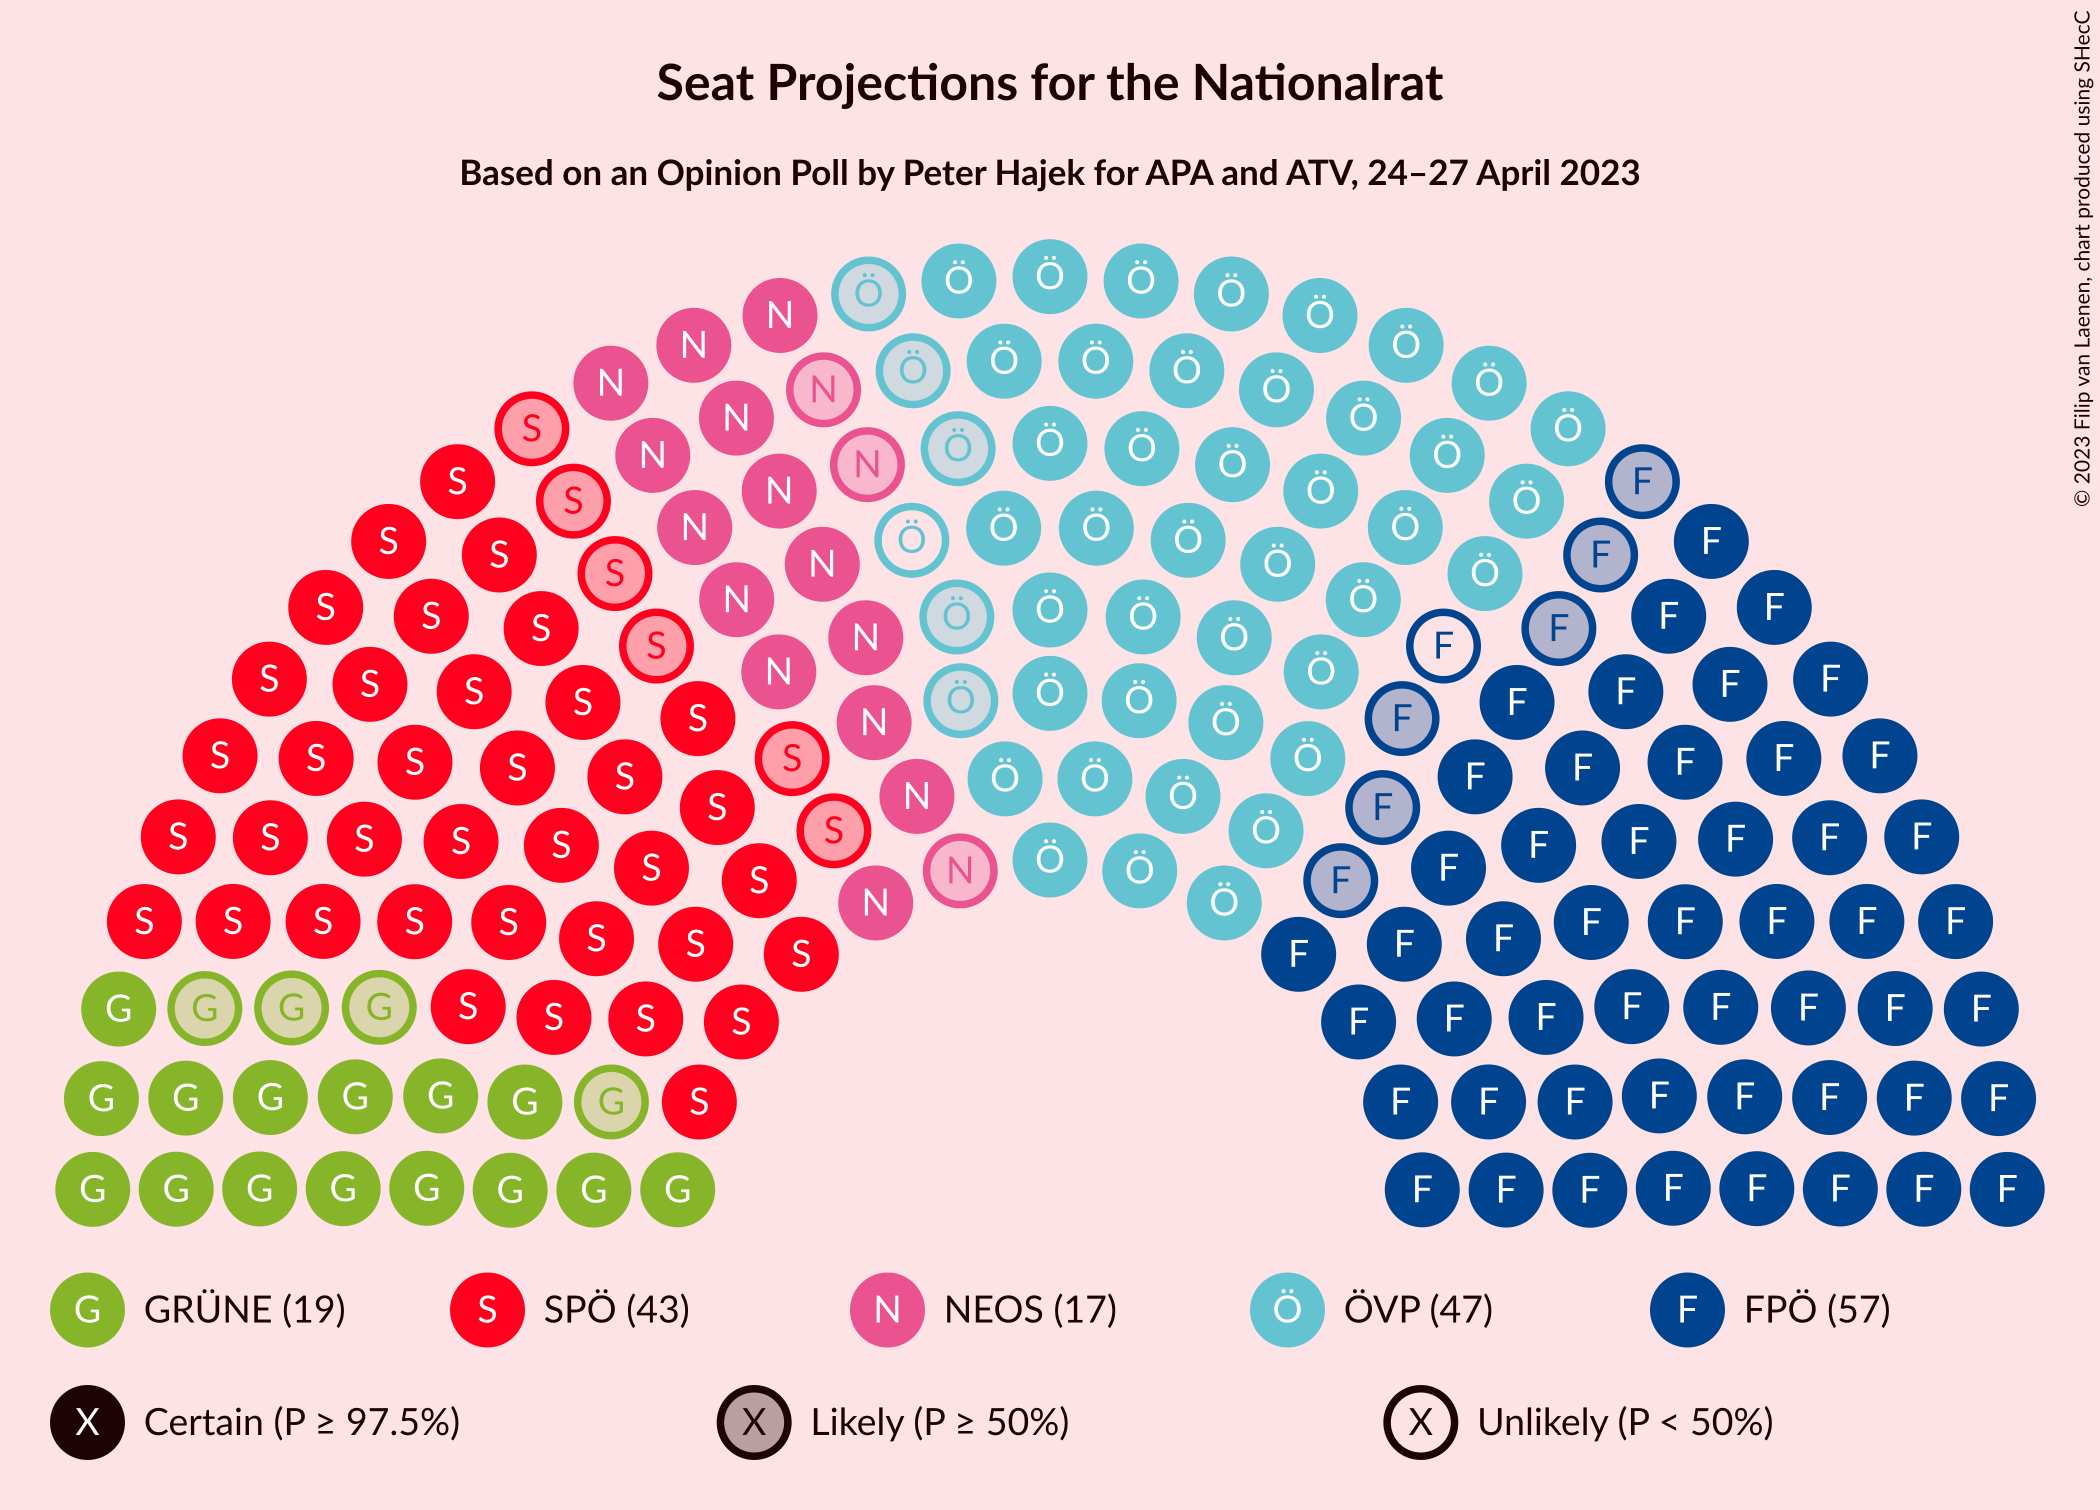 Seat Projections for the Nationalrat
Based on an Opinion Poll by Peter Hajek for APA and ATV, 24–27 April 2023
© 2023 Filip van Laenen, chart produced using SHecC
Ö Ö Ö Ö Ö
N Ö
N Ö
N Ö Ö Ö Ö Ö
N N Ö Ö
S N Ö Ö
N N Ö Ö Ö Ö Ö Ö
S N Ö Ö F
S N Ö Ö
S N Ö Ö Ö Ö Ö F
S S N Ö Ö F
S S N Ö Ö F
S S S N Ö Ö Ö Ö F F
S S N F F
S S S N Ö Ö Ö Ö F F F F
S S S N Ö Ö Ö Ö F F F
S S S S S Ö F F F F
S S S N Ö Ö Ö Ö F F F
S S S S S S S Ö F F F F F F
S S S N Ö F F F
S S S S S S S N Ö F F F F F F
S S S F F F
G G G G S S S S F F F F F F F F
G G G G G G G S F F F F F F F F
G G G G G G G G F F F F F F F F
G GRÜNE (19) S SPÖ (43) N NEOS (17) Ö ÖVP (47) F FPÖ (57)
X Certain (P ≥ 97.5%) X Likely (P ≥ 50%) X Unlikely (P < 50%)